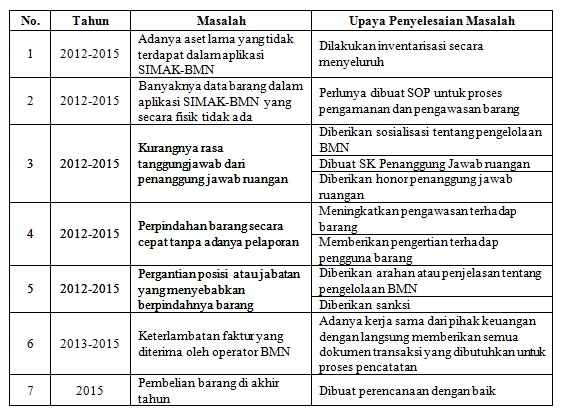 No. Tahun Masalah Upaya Penyelesaian Masalah
1 2012-2015 Adanya aset lama yang tidak terdapat dalam aplikasi SIMAK-BMN Dilakukan inventarisasi secara menyeluruh
2 2012-2015 Banyaknya data barang dalam aplikasi SIMAK-BMN yang secara fisik tidak ada Perlunya dibuat SOP untuk proses pengamanan dan pengawasan barang
3 2012-2015 Kurangnya rasa tanggungjawab dari penanggung jawab ruangan Diberikan sosialisasi tentang pengelolaan BMN
Dibuat SK Penanggung Jawab ruangan
Diberikan honor penanggung jawab ruangan
4 2012-2015 Perpindahan barang secara cepat tanpa adanya pelaporan Meningkatkan pengawasan terhadap barang
Memberikan pengertian terhadap pengguna barang
5 2012-2015 Pergantian posisi atau jabatan yang menyebabkan berpindahnya barang Diberikan arahan atau penjelasan tentang pengelolaan BMN
Diberikan sanksi
6 2013-2015 Keterlambatan faktur yang diterima oleh operator BMN Adanya kerja sama dari pihak keuangan dengan langsung memberikan semua dokumen transaksi yang dibutuhkan untuk proses pencatatan
7 2015 Pembelian barang di akhir tahun Dibuat perencanaan dengan baik